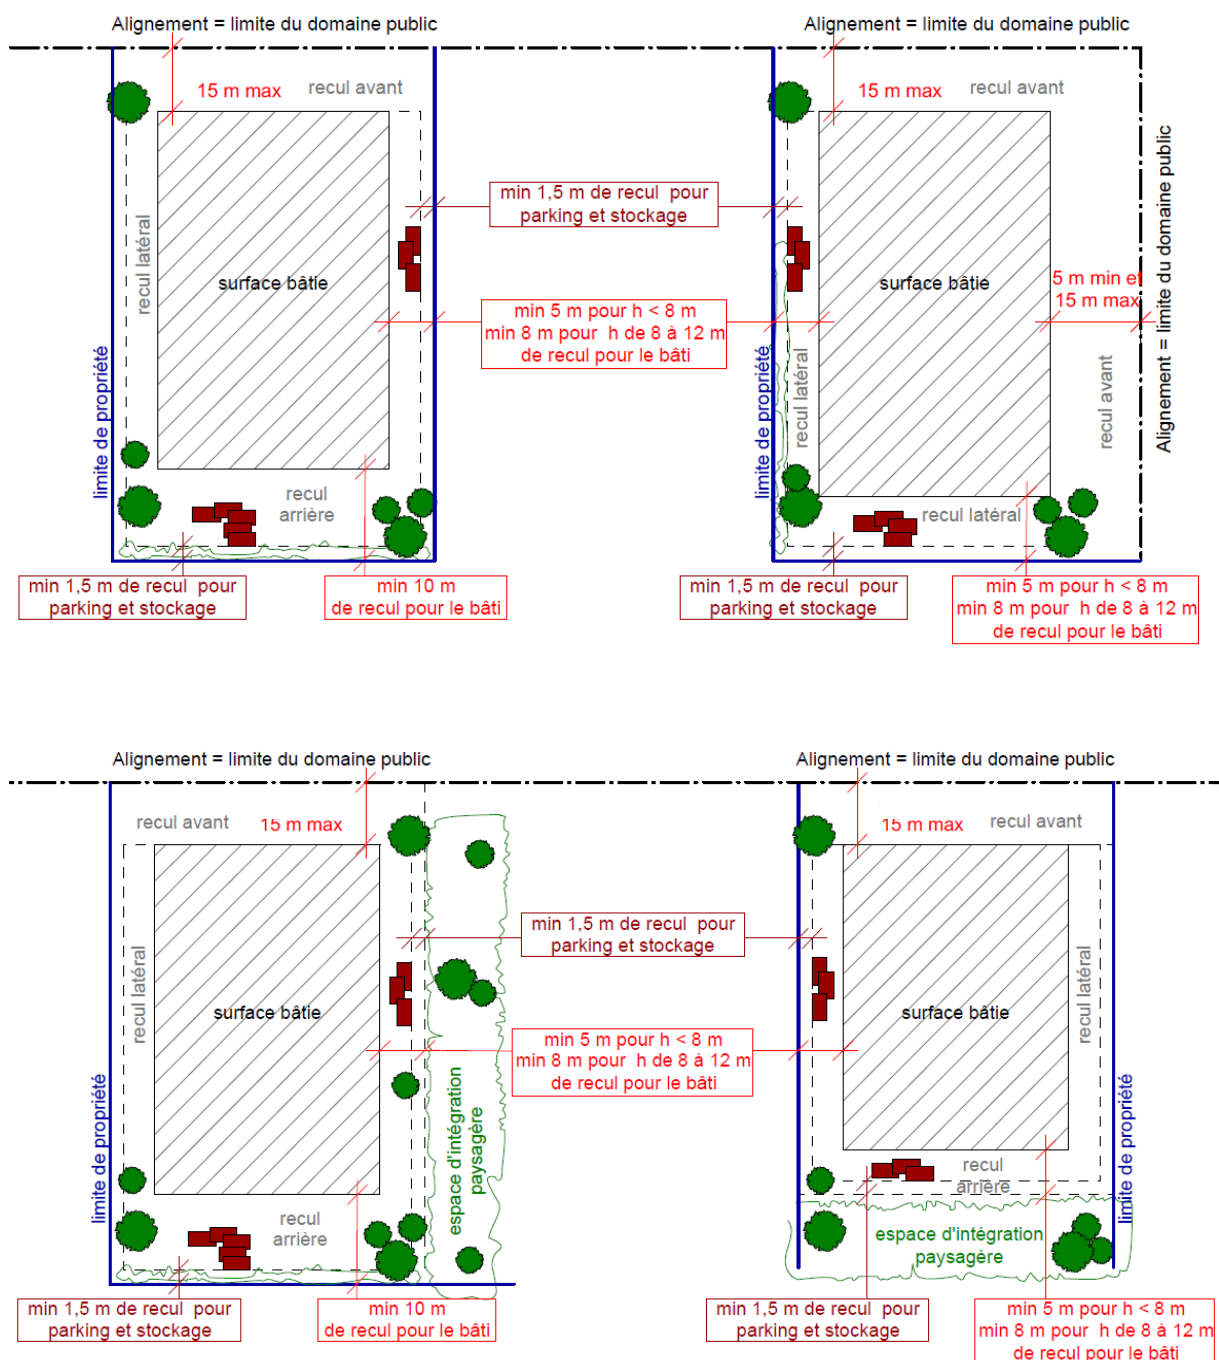 Alignement = limite du domaine public
Alignement = limite du domaine public
15 m max
recul avant
15 m max
recul avant
min 1,5 m de recul pour
parking et stockage
recul latéral
surface bâtie
surface bâtie
5 m min et
15 m max
Alignement = limite du domaine public
min 5 m pour h < 8 m
min 8 m pour h de 8 à 12 m
de recul pour le bâti
limite de propriété
limite de propriété
recul latéral
recul avant
recul
arrière
recul latéral
min 1,5 m de recul pour
parking et stockage
min 10 m
de recul pour le bâti
min 1,5 m de recul pour
parking et stockage
min 5 m pour h < 8 m
min 8 m pour h de 8 à 12 m
de recul pour le bâti
Alignement = limite du domaine public
Alignement = limite du domaine public
recul avant
15 m max
15 m max
recul avant
min 1,5 m de recul pour
parking et stockage
recul latéral
surface bâtie
surface bâtie
recul latéral
min 5 m pour h < 8 m
min 8 m pour h de 8 à 12 m
de recul pour le bâti
limite de propriété
espace d'intégration
paysagère
limite de propriété
recul
arrière
recul
arrière
espace d'intégration
paysagère
min 1,5 m de recul pour
parking et stockage
min 10 m
de recul pour le bâti
min 1,5 m de recul pour
parking et stockage
min 5 m pour h < 8 m
min 8 m pour h de 8 à 12 m
de recul pour le bâti